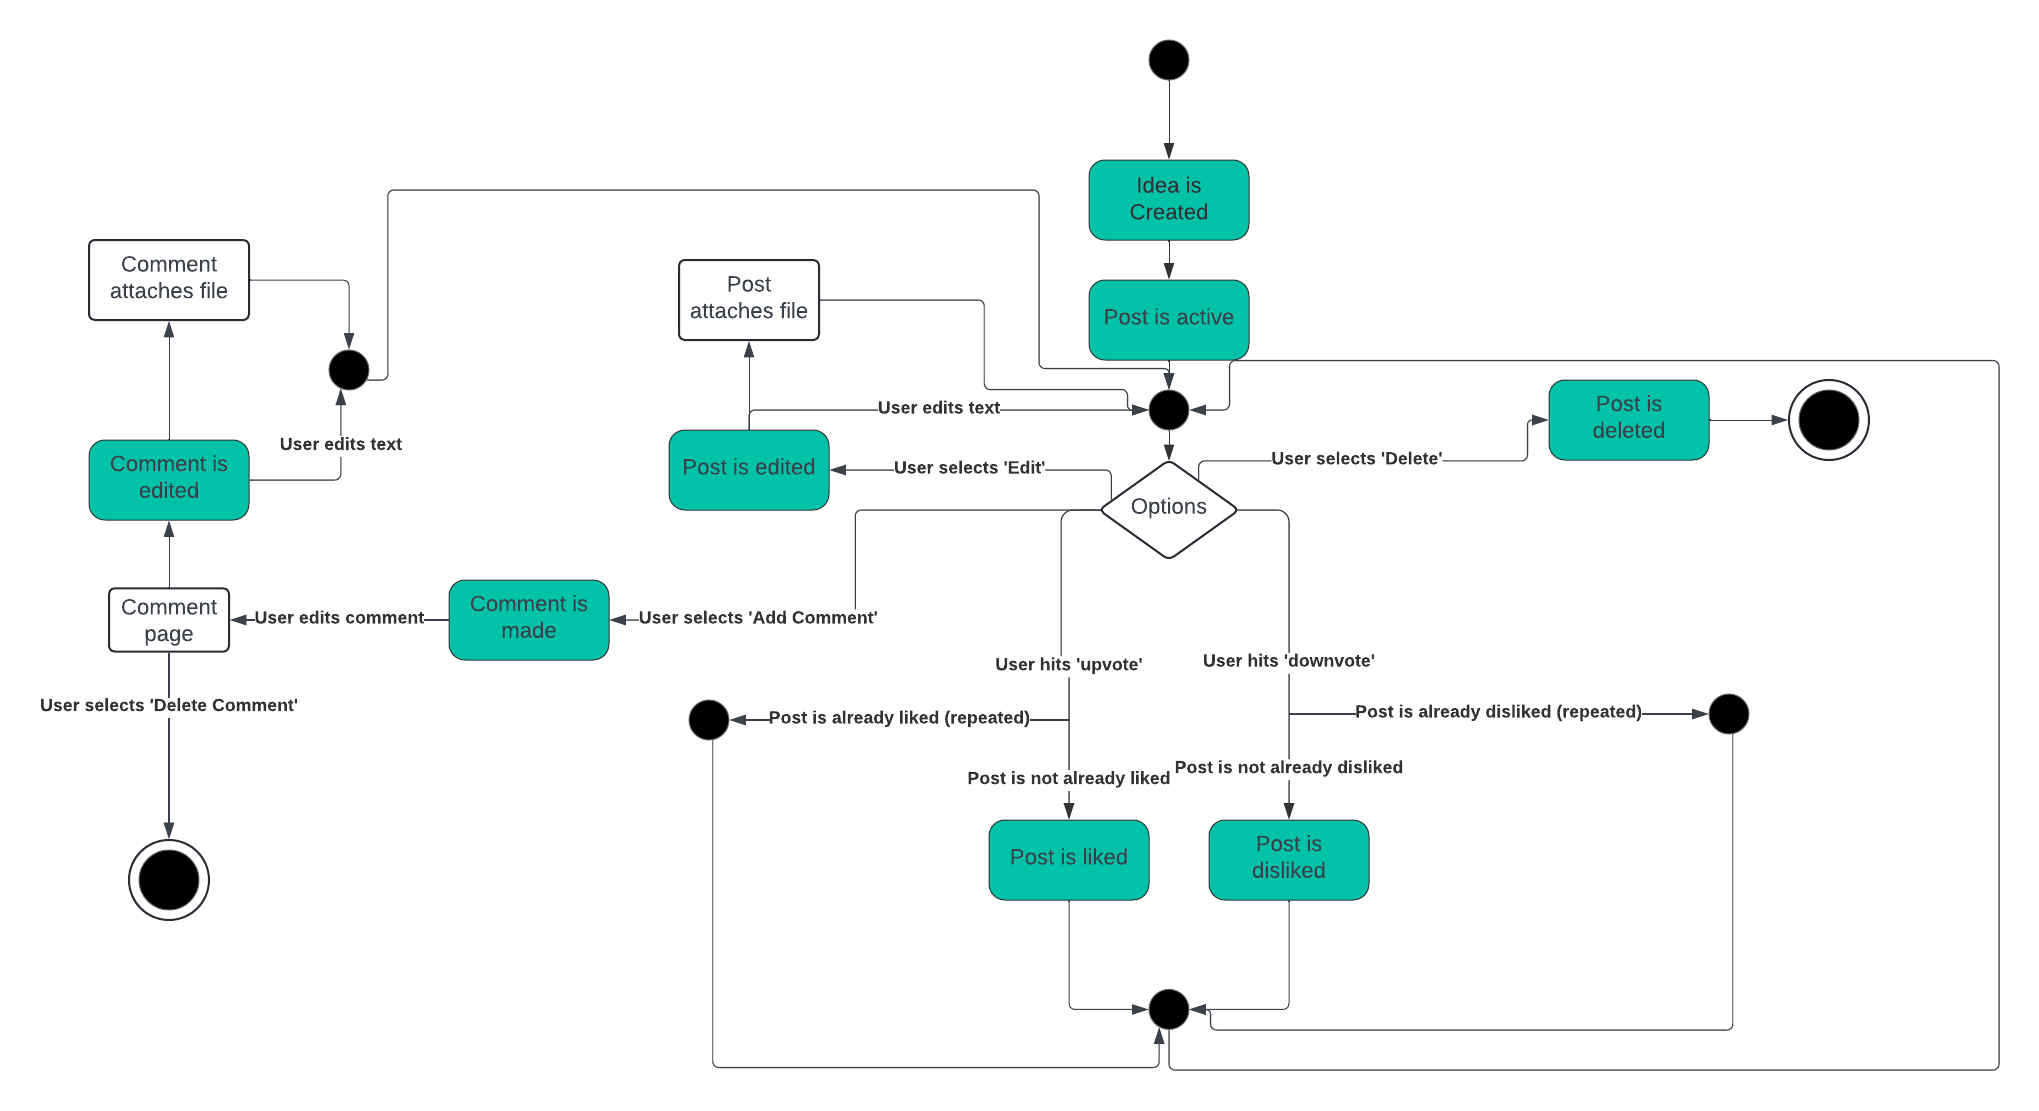 Idea is
Created
Comment
attaches file
Post
attaches file
Post is active
Post is
deleted
User edits text
User edits text
Comment is
edited
Post is edited
User selects 'Edit'
User selects 'Delete'
Options
Comment
page
User edits comment
Comment is
made
User selects 'Add Comment'
User hits 'upvote'
User hits 'downvote'
User selects 'Delete Comment'
Post is already liked (repeated)
Post is already disliked (repeated)
Post is not already liked
Post is not already disliked
Post is liked
Post is
disliked